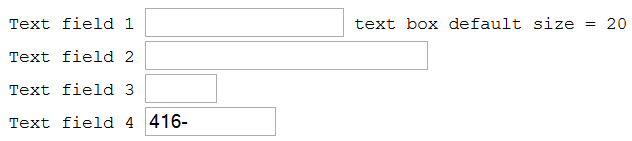 Text field 1 text box default size = 20
Text field 2
Text field 3
Text field 4 416-